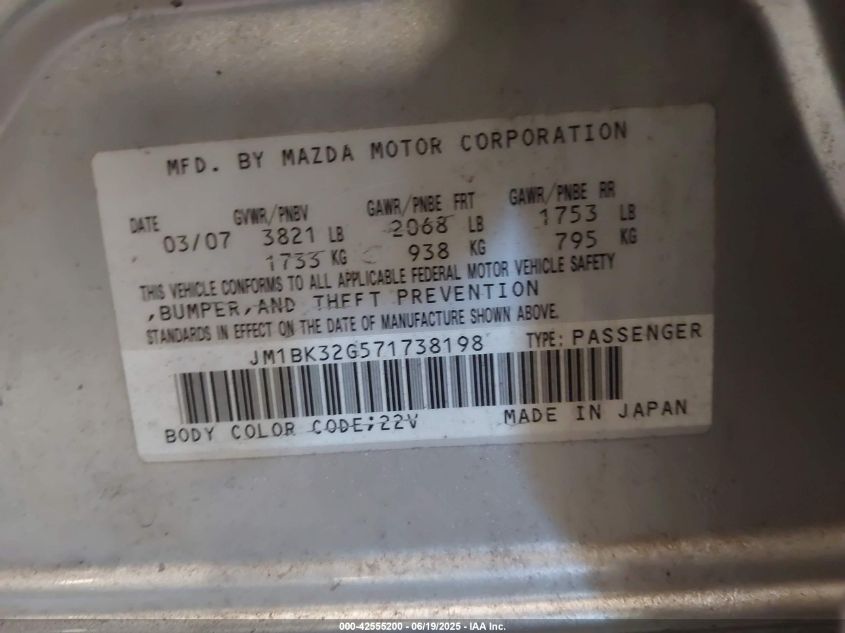 MFD. BY MAZDA MOTOR CORPORATION
DATE GVWR/PNBV GAWR/PNBE FRT GAWR/PNBE RR
03/07 3821 LB 2068 LB 1753 LB
1733 KG 938 KG 795 KG
THIS VEHICLE CONFORMS TO ALL APPLICABLE FEDERAL MOTOR VEHICLE SAFETY
,BUMPER,AND THEFT PREVENTION
STANDARDS IN EFFECT ON THE DATE OF MANUFACTURE SHOWN ABOVE.
JM1BK32G571738198 TYPE: PASSENGER
BODY COLOR CODE;22V MADE IN JAPAN
000-42555200 - 06/19/2025 - IAA Inc.